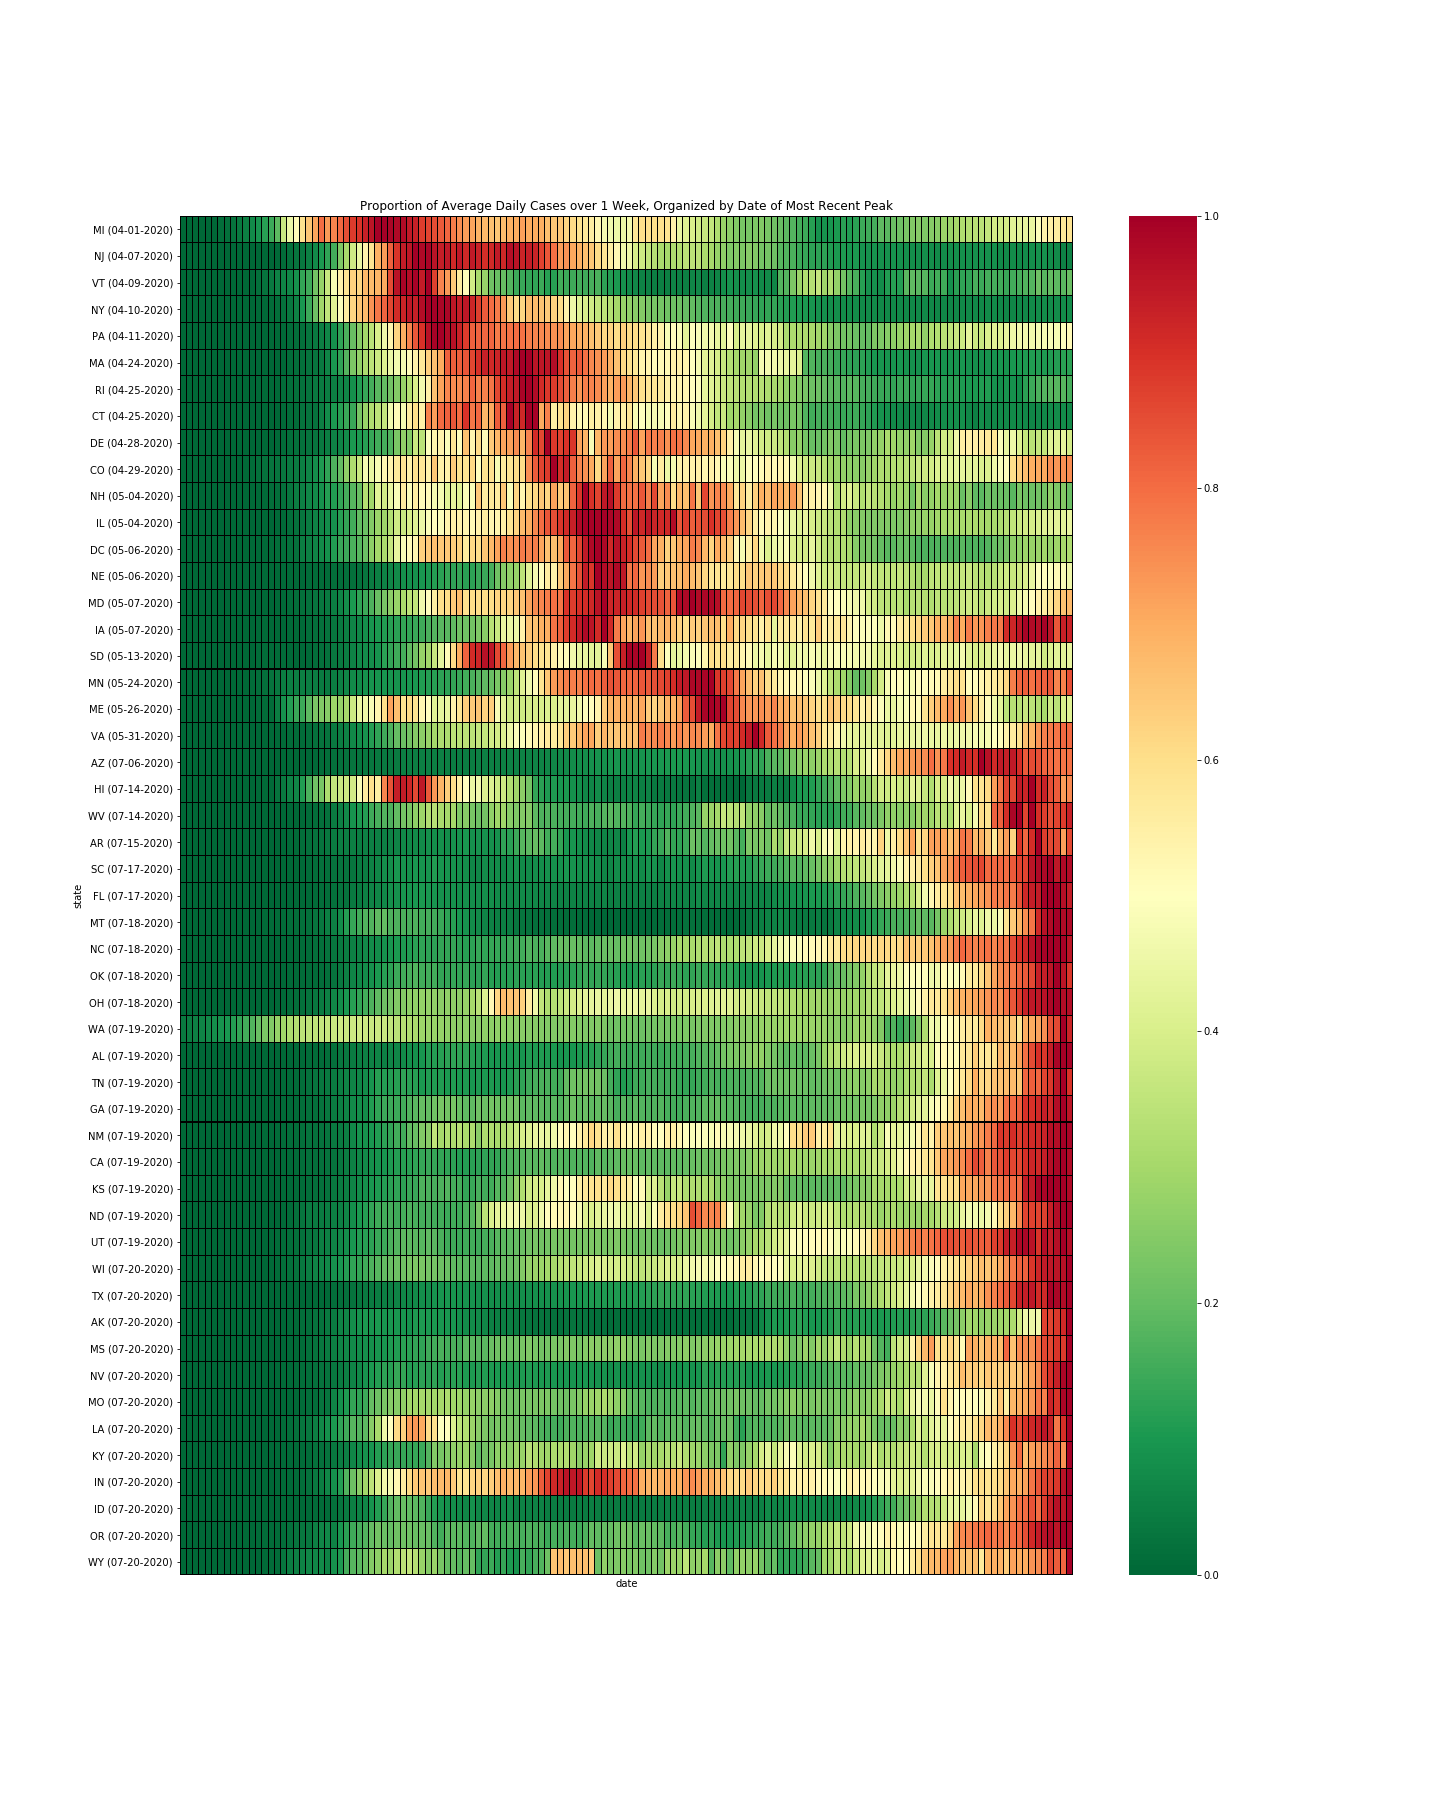 Proportion of Average Daily Cases over 1 Week, Organized by Date of Most Recent Peak
MI (04-01-2020)
NJ (04-07-2020)
VT (04-09-2020)
NY (04-10-2020)
PA (04-11-2020)
MA (04-24-2020)
RI (04-25-2020)
CT (04-25-2020)
DE (04-28-2020)
CO (04-29-2020)
NH (05-04-2020)
IL (05-04-2020)
DC (05-06-2020)
NE (05-06-2020)
MD (05-07-2020)
IA (05-07-2020)
SD (05-13-2020)
MN (05-24-2020)
ME (05-26-2020)
VA (05-31-2020)
AZ (07-06-2020)
HI (07-14-2020)
WV (07-14-2020)
AR (07-15-2020)
SC (07-17-2020)
FL (07-17-2020)
MT (07-18-2020)
NC (07-18-2020)
OK (07-18-2020)
OH (07-18-2020)
WA (07-19-2020)
AL (07-19-2020)
TN (07-19-2020)
GA (07-19-2020)
NM (07-19-2020)
CA (07-19-2020)
KS (07-19-2020)
ND (07-19-2020)
UT (07-19-2020)
WI (07-20-2020)
TX (07-20-2020)
AK (07-20-2020)
MS (07-20-2020)
NV (07-20-2020)
MO (07-20-2020)
LA (07-20-2020)
KY (07-20-2020)
IN (07-20-2020)
ID (07-20-2020)
OR (07-20-2020)
WY (07-20-2020)
state
date
1.0
0.8
0.6
0.4
0.2
0.0